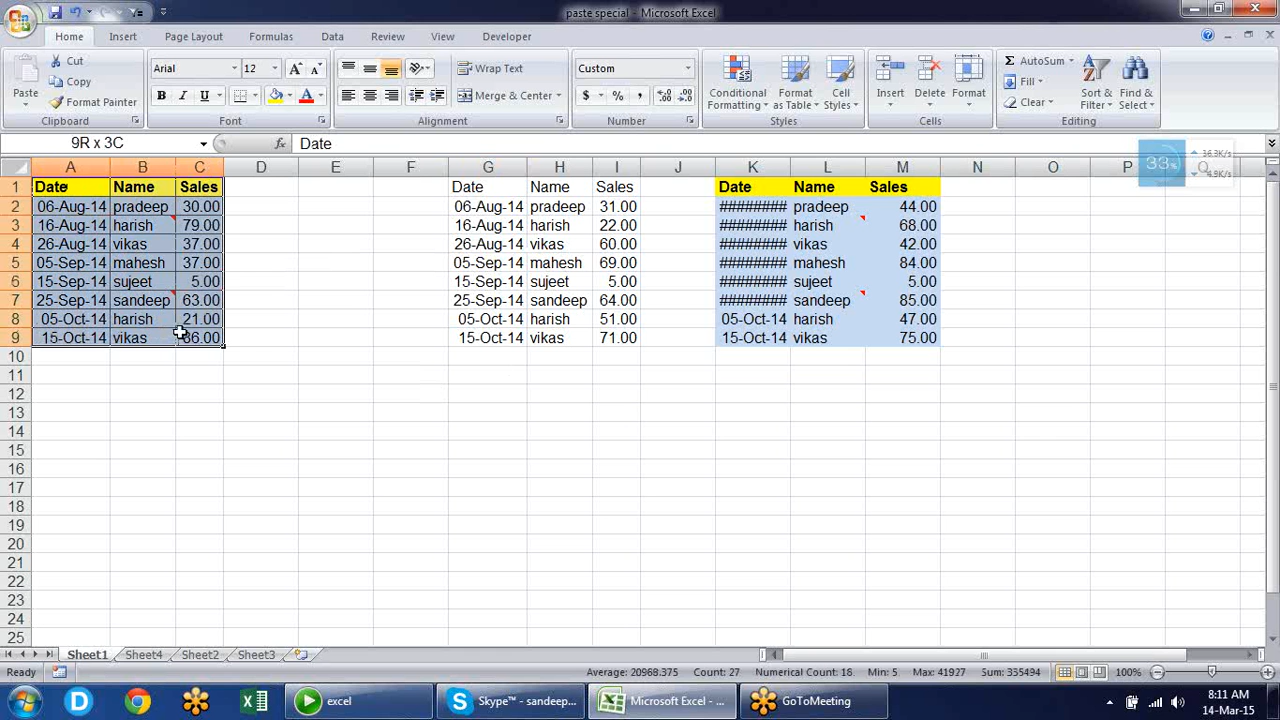 paste special - Microsoft Excel
Home Insert Page Layout Formulas Data Review View Developer
Paste
Cut
Copy
Format Painter
Clipboard
Arial 12
B I U
Font
Wrap Text
Merge & Center
Alignment
Custom
$ % ,
Number
Conditional Formatting
Format as Table
Cell Styles
Styles
Insert Delete Format
Cells
AutoSum
Fill
Clear
Sort & Filter
Find & Select
Editing
9R x 3C fx Date
33%
16.3K/s
4.9K/s
A B C D E F G H I J K L M N O P Q
1 Date Name Sales Date Name Sales Date Name Sales
2 06-Aug-14 pradeep 30.00 06-Aug-14 pradeep 31.00 ######## pradeep 44.00
3 16-Aug-14 harish 79.00 16-Aug-14 harish 22.00 ######## harish 68.00
4 26-Aug-14 vikas 37.00 26-Aug-14 vikas 60.00 ######## vikas 42.00
5 05-Sep-14 mahesh 37.00 05-Sep-14 mahesh 69.00 ######## mahesh 84.00
6 15-Sep-14 sujeet 5.00 15-Sep-14 sujeet 5.00 ######## sujeet 5.00
7 25-Sep-14 sandeep 63.00 25-Sep-14 sandeep 64.00 ######## sandeep 85.00
8 05-Oct-14 harish 21.00 05-Oct-14 harish 51.00 05-Oct-14 harish 47.00
9 15-Oct-14 vikas 15-Oct-14 vikas 71.00 15-Oct-14 vikas 75.00
10
11
12
13
14
15
16
17
18
19
20
21
22
23
24
25
Sheet1 Sheet4 Sheet2 Sheet3
Ready Average: 20968.375 Count: 27 Numerical Count: 18 Min: 5 Max: 41927 Sum: 335494 100%
excel
Skype™ - sandeep...
Microsoft Excel - ...
GoToMeeting
8:11 AM
14-Mar-15